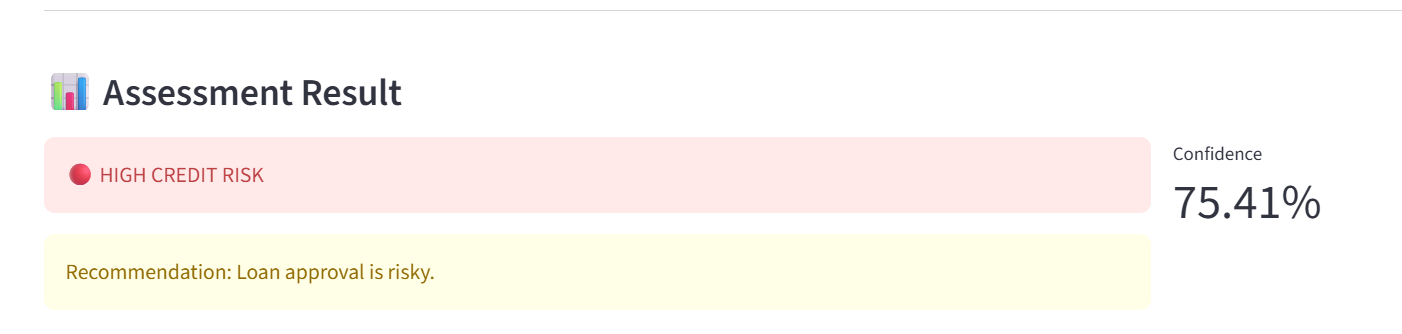 Assessment Result
HIGH CREDIT RISK
Confidence
75.41%
Recommendation: Loan approval is risky.